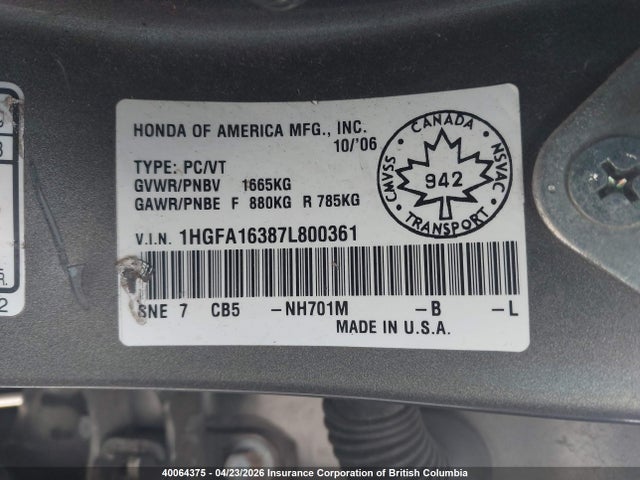 HONDA OF AMERICA MFG., INC.
10/'06
TYPE: PC/VT
GVWR/PNBV 1665KG
GAWR/PNBE F 880KG R 785KG
CANADA
CMVSS
NSVAC
942
TRANSPORT
V.I.N. 1HGFA16387L800361
SNE 7 CB5 -NH701M -B -L
MADE IN U.S.A.
40064375 - 04/23/2026 Insurance Corporation of British Columbia